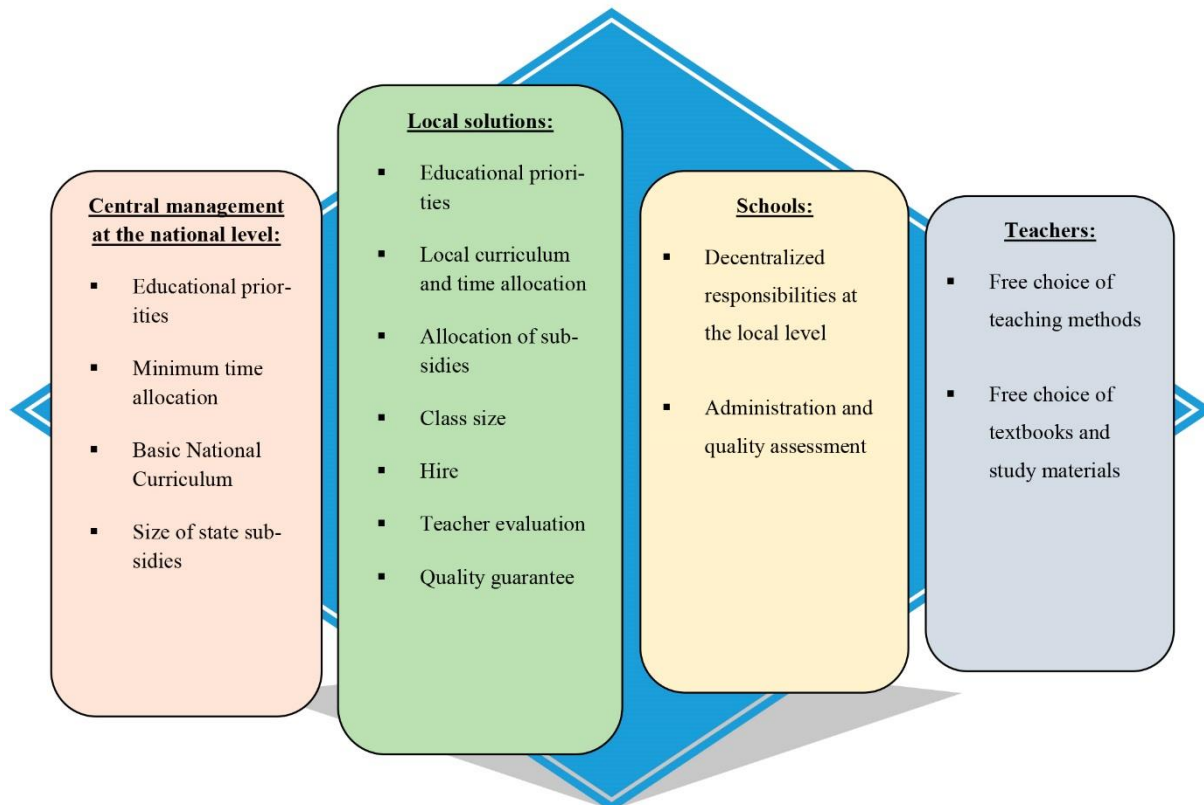 Central management
at the national level:
▪ Educational prior-
ities
▪ Minimum time
allocation
▪ Basic National
Curriculum
▪ Size of state sub-
sidies
Local solutions:
▪ Educational priori-
ties
▪ Local curriculum
and time allocation
▪ Allocation of sub-
sidies
▪ Class size
▪ Hire
▪ Teacher evaluation
▪ Quality guarantee
Schools:
▪ Decentralized
responsibilities at
the local level
▪ Administration and
quality assessment
Teachers:
▪ Free choice of
teaching methods
▪ Free choice of
textbooks and
study materials